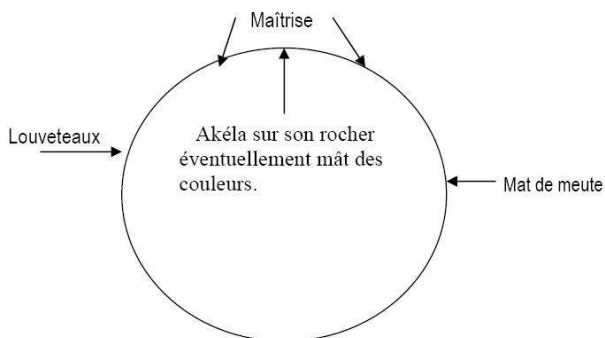 Maîtrise
Akéla sur son rocher
éventuellement mât des
couleurs.
Louveteaux
Mat de meute